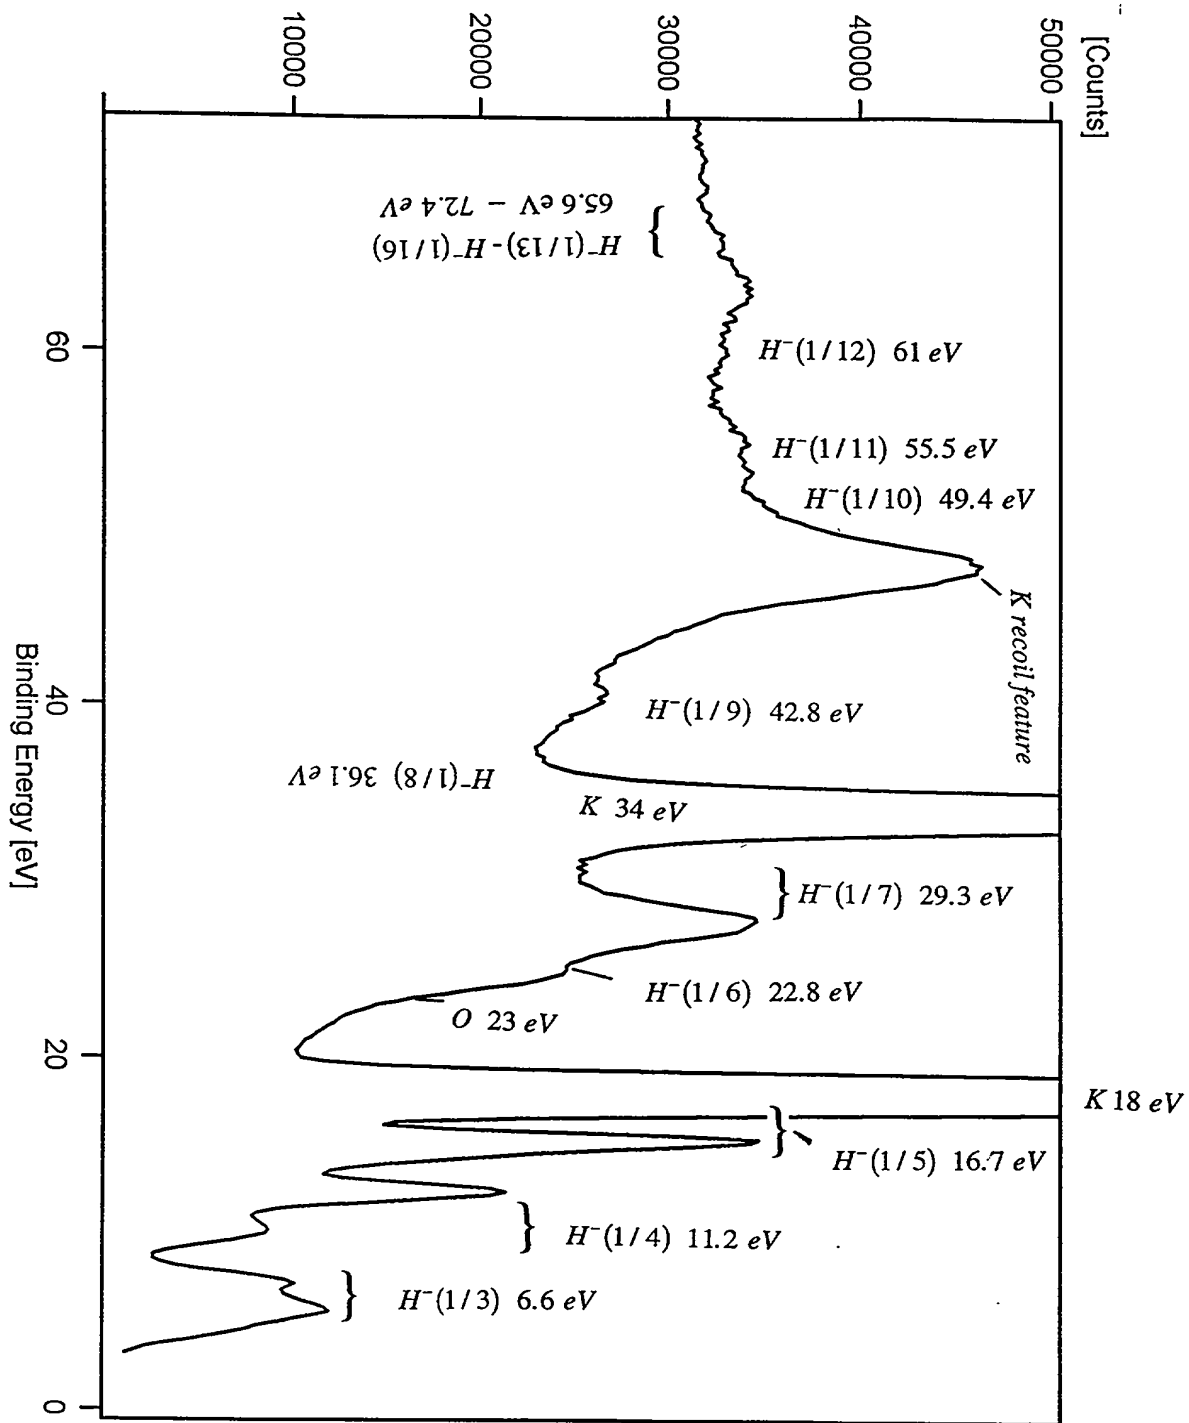 [Counts]
50000
40000
30000
20000
10000
60
40
20
0
Binding Energy [eV]
65.6 eV – 72.4 eV
H⁻(1/13)-H⁻(1/16)
H⁻(1/12) 61 eV
H⁻(1/11) 55.5 eV
H⁻(1/10) 49.4 eV
K recoil feature
H⁻(1/9) 42.8 eV
H⁻(1/8) 36.1 eV
K 34 eV
H⁻(1/7) 29.3 eV
H⁻(1/6) 22.8 eV
O 23 eV
K 18 eV
H⁻(1/5) 16.7 eV
H⁻(1/4) 11.2 eV
H⁻(1/3) 6.6 eV